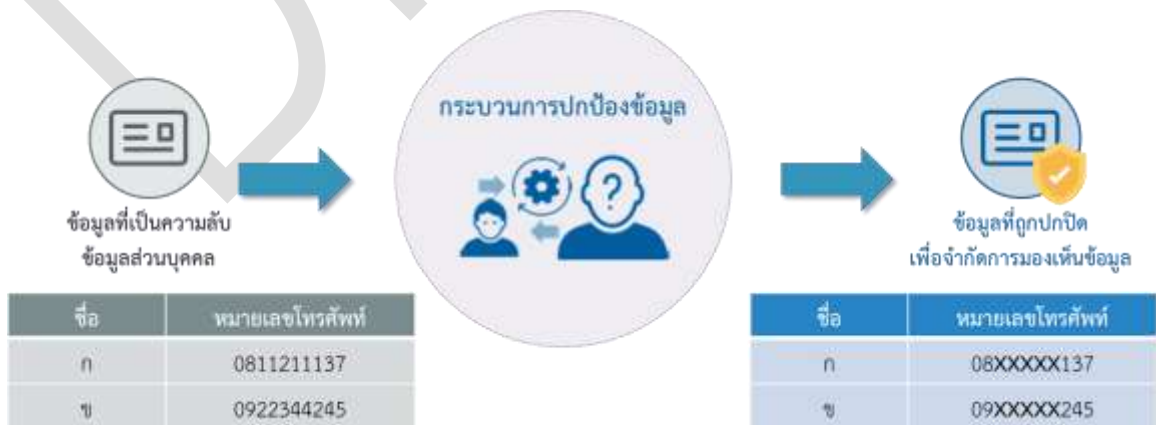 กระบวนการปกป้องข้อมูล
?
ข้อมูลที่เป็นความลับ
ข้อมูลส่วนบุคคล
ข้อมูลที่ถูกปกปิด
เพื่อจำกัดการมองเห็นข้อมูล
ชื่อ หมายเลขโทรศัพท์
ก 0811211137
ข 0922344245
ชื่อ หมายเลขโทรศัพท์
ก 08XXXXX137
ข 09XXXXX245